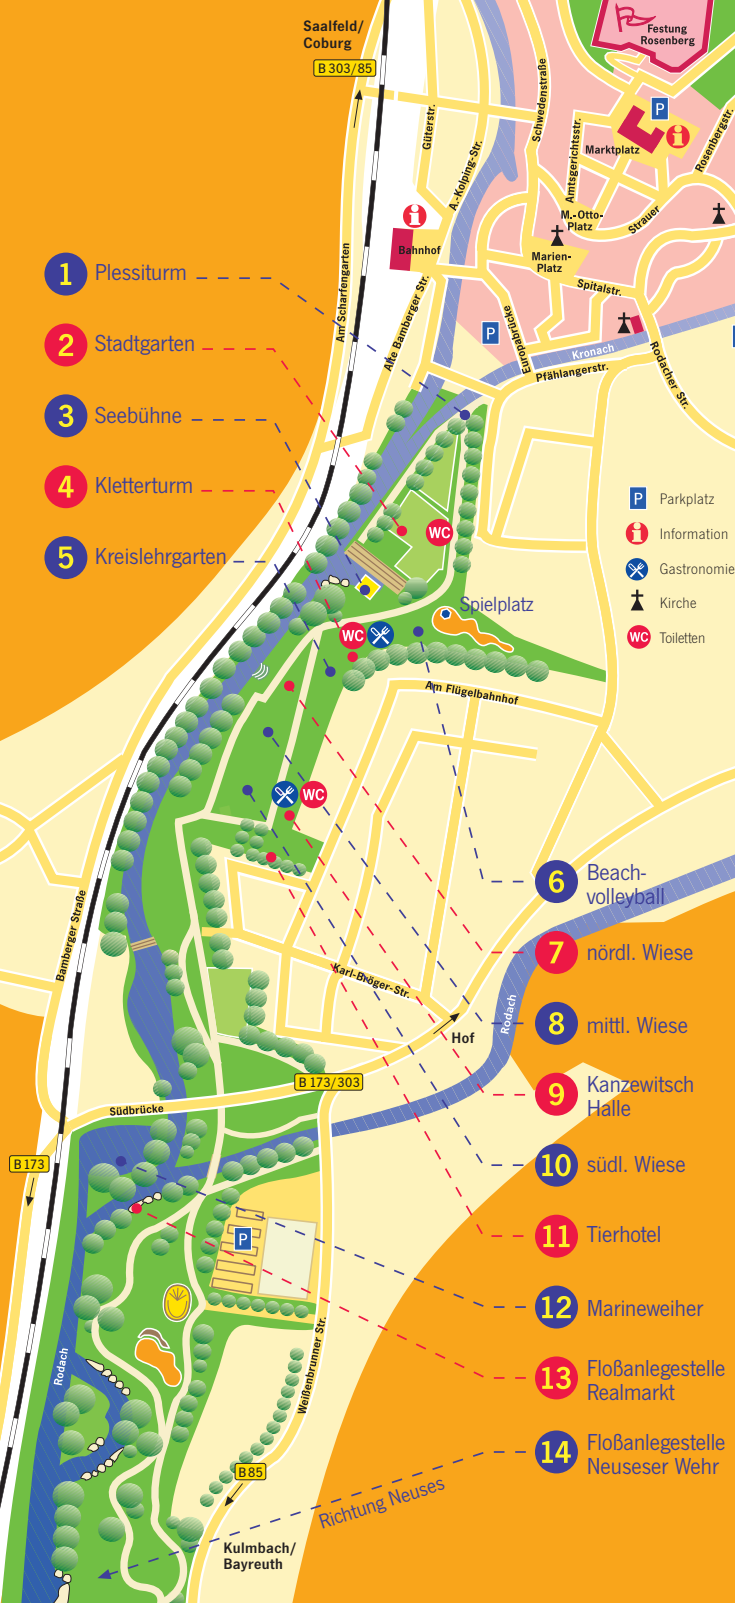 Saalfeld/
Coburg
B 303/85
Festung
Rosenberg
P
Marktplatz
i
Rosenbergstr.
Schwedenstraße
Amtsgerichtsstr.
Güterstr.
A.-Kolping-Str.
M.-Otto-
Platz
Strauer
Marien-
Platz
i
Bahnhof
Spitalstr.
Am Scharfengarten
Alte Bamberger Str.
P
Europabrücke
Kronach
Pfählangerstr.
Rodacher Str.
1 Plessiturm
2 Stadtgarten
3 Seebühne
4 Kletterturm
5 Kreislehrgarten
P Parkplatz
i Information
Gastronomie
Kirche
WC Toiletten
WC
Spielplatz
WC
Am Flügelbahnhof
WC
6 Beach-
volleyball
7 nördl. Wiese
8 mittl. Wiese
9 Kanzewitsch
Halle
10 südl. Wiese
11 Tierhotel
12 Marineweiher
13 Floßanlegestelle
Realmarkt
14 Floßanlegestelle
Neuseser Wehr
Bamberger Straße
Karl-Bröger-Str.
Rodach
Hof
B 173/303
Südbrücke
B 173
P
Rodach
Weißenbrunner Str.
B 85
Richtung Neuses
Kulmbach/
Bayreuth